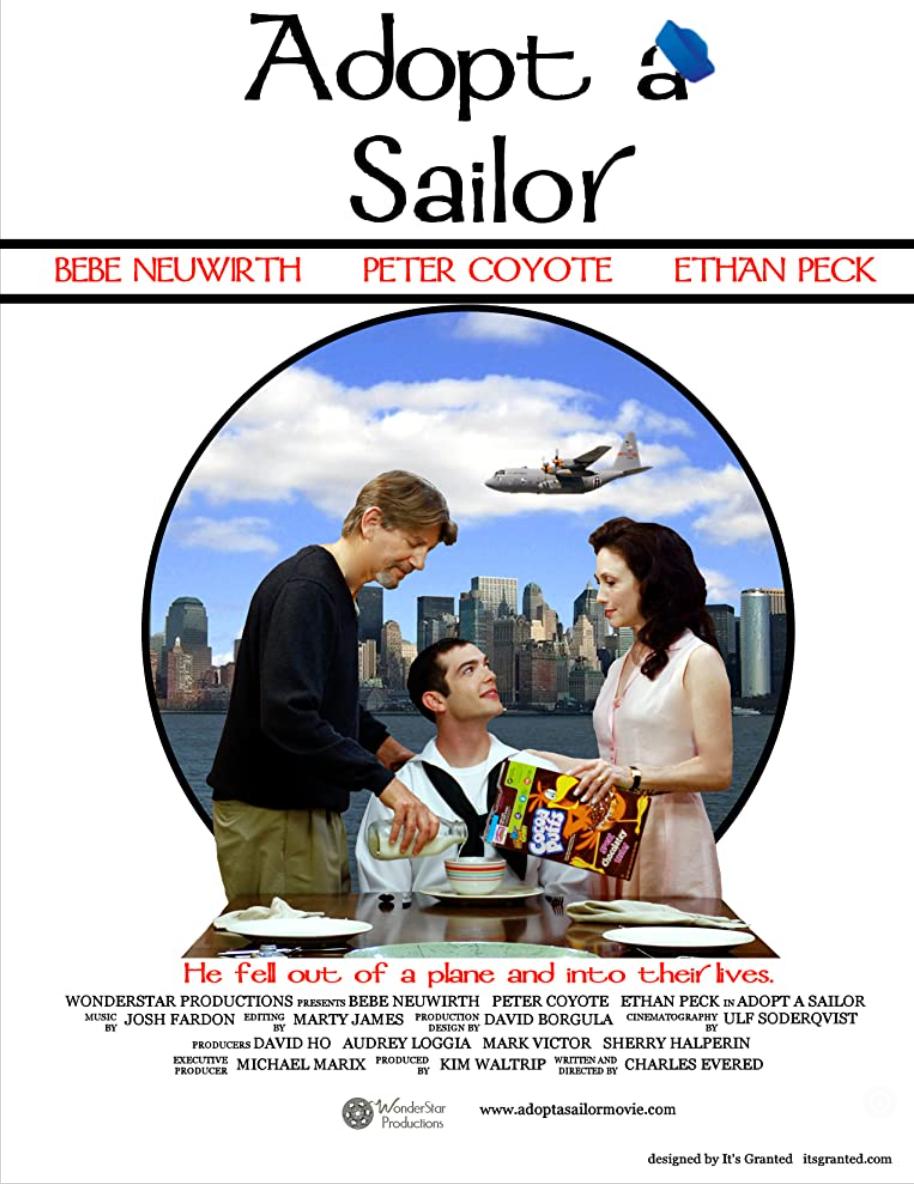 Adopt a
Sailor
BEBE NEUWIRTH PETER COYOTE ETHAN PECK
Cocoa Puffs
He fell out of a plane and into their lives.
WONDERSTAR PRODUCTIONS PRESENTS BEBE NEUWIRTH PETER COYOTE ETHAN PECK IN ADOPT A SAILOR
MUSIC BY JOSH FARDON EDITING BY MARTY JAMES PRODUCTION DESIGN BY DAVID BORGULA CINEMATOGRAPHY BY ULF SODERQVIST
PRODUCERS DAVID HO AUDREY LOGGIA MARK VICTOR SHERRY HALPERIN
EXECUTIVE PRODUCER MICHAEL MARIX PRODUCED BY KIM WALTRIP WRITTEN AND DIRECTED BY CHARLES EVERED
WonderStar Productions www.adoptasailormovie.com
designed by It's Granted itsgranted.com